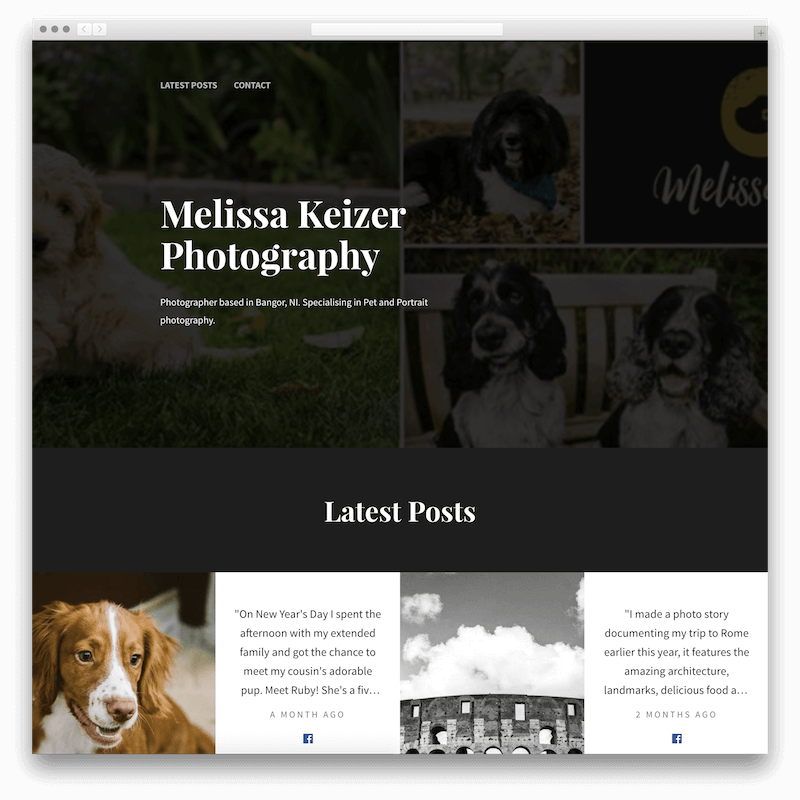 LATEST POSTS CONTACT
Melissa
Melissa Keizer
Photography
Photographer based in Bangor, NI. Specialising in Pet and Portrait
photography.
Latest Posts
"On New Year's Day I spent the
afternoon with my extended
family and got the chance to
meet my cousin's adorable
pup. Meet Ruby! She's a fiv...
A MONTH AGO
"I made a photo story
documenting my trip to Rome
earlier this year, it features the
amazing architecture,
landmarks, delicious food a...
2 MONTHS AGO